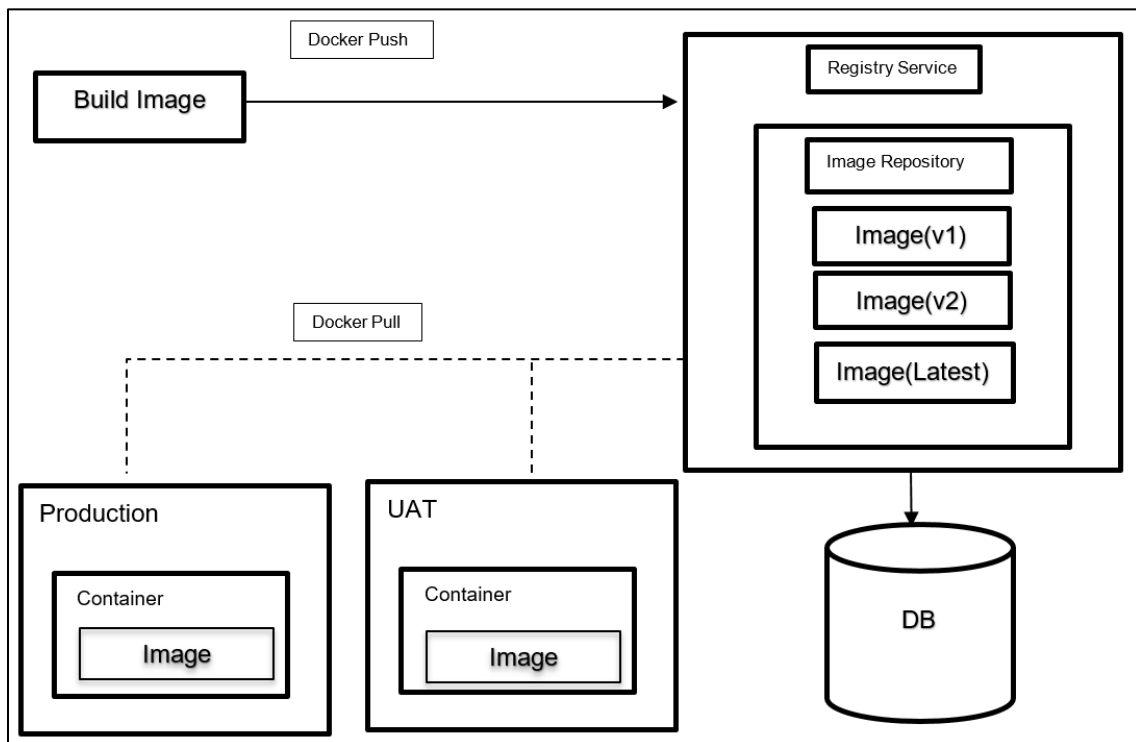 Docker Push
Build Image
Registry Service
Image Repository
Image(v1)
Image(v2)
Image(Latest)
Docker Pull
Production
Container
Image
UAT
Container
Image
DB